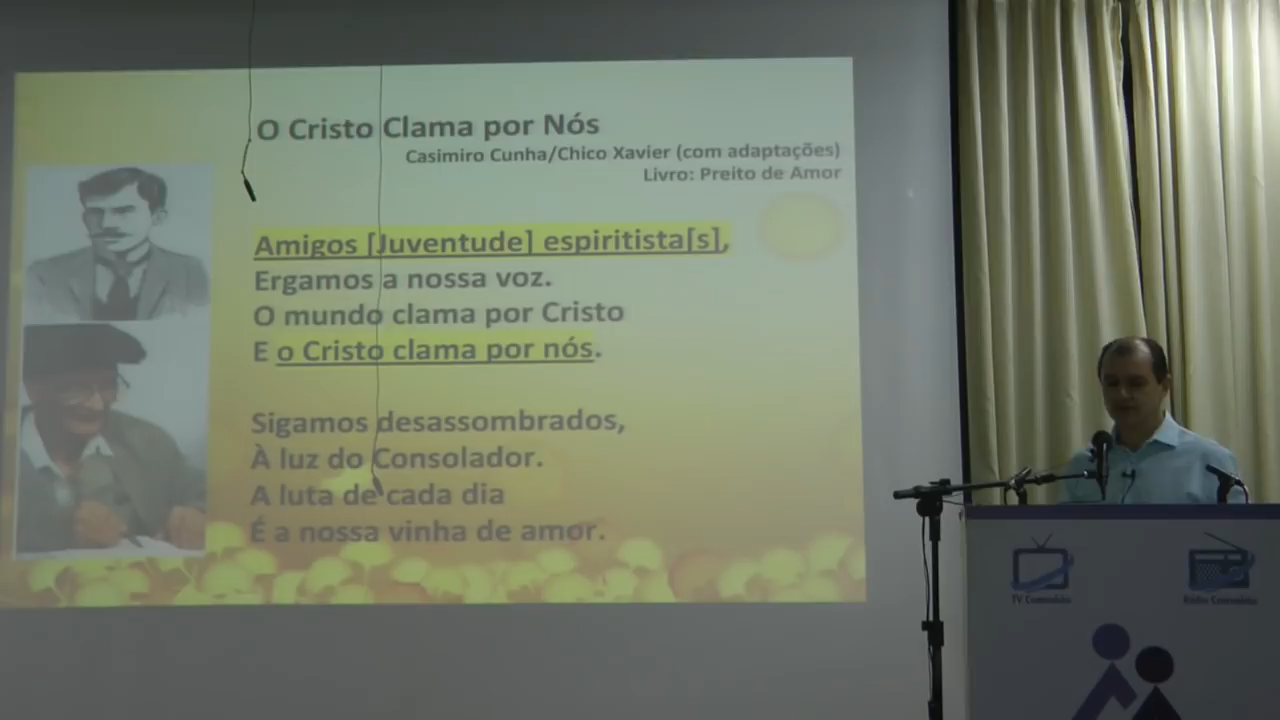 O Cristo Clama por Nós
Casimiro Cunha/Chico Xavier (com adaptações)
Livro: Preito de Amor
Amigos [Juventude] espiritista[s],
Ergamos a nossa voz.
O mundo clama por Cristo
E o Cristo clama por nós.
Sigamos desassombrados,
À luz do Consolador.
A luta de cada dia
É a nossa vinha de amor.
TV
Rádio